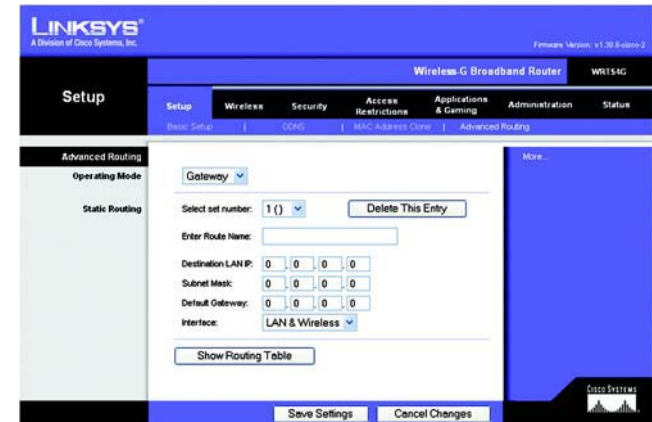 LINKSYS®
A Division of Cisco Systems, Inc.
Firmware Version: v1.30.8-cisco-2
Wireless-G Broadband Router
WRT54G
Setup
Setup
Wireless
Security
Access Restrictions
Applications & Gaming
Administration
Status
Basic Setup | DDNS | MAC Address Clone | Advanced Routing
Advanced Routing
More...
Operating Mode
Gateway
Static Routing
Select set number: 1 () Delete This Entry
Enter Route Name:
Destination LAN IP: 0 . 0 . 0 . 0
Subnet Mask: 0 . 0 . 0 . 0
Default Gateway: 0 . 0 . 0 . 0
Interface: LAN & Wireless
Show Routing Table
Save Settings Cancel Changes
CISCO SYSTEMS